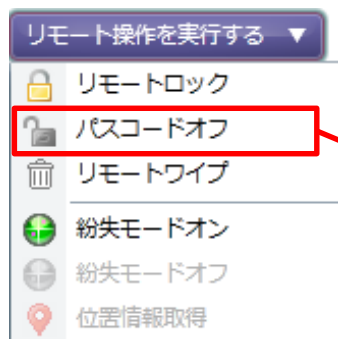 リモート操作を実行する ▼
リモートロック
パスコードオフ
リモートワイプ
紛失モードオン
紛失モードオフ
位置情報取得